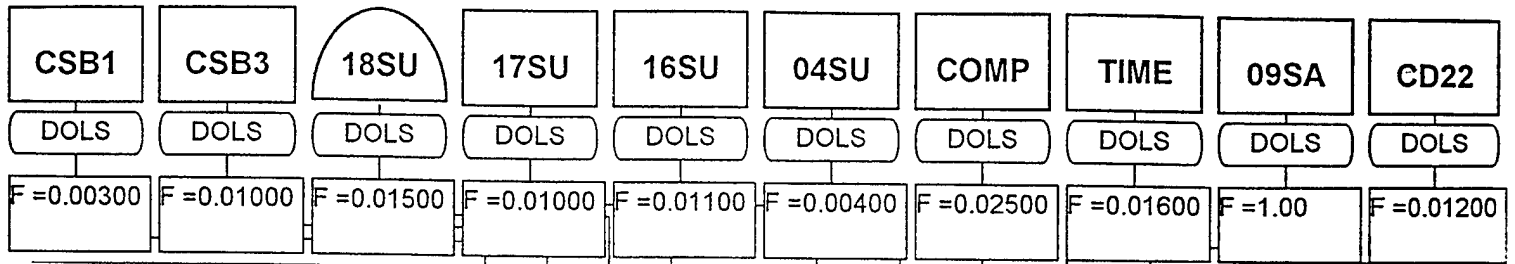 CSB1 CSB3 18SU 17SU 16SU 04SU COMP TIME 09SA CD22
DOLS DOLS DOLS DOLS DOLS DOLS DOLS DOLS DOLS DOLS
F =0.00300 F =0.01000 F =0.01500 F =0.01000 F =0.01100 F =0.00400 F =0.02500 F =0.01600 F =1.00 F =0.01200